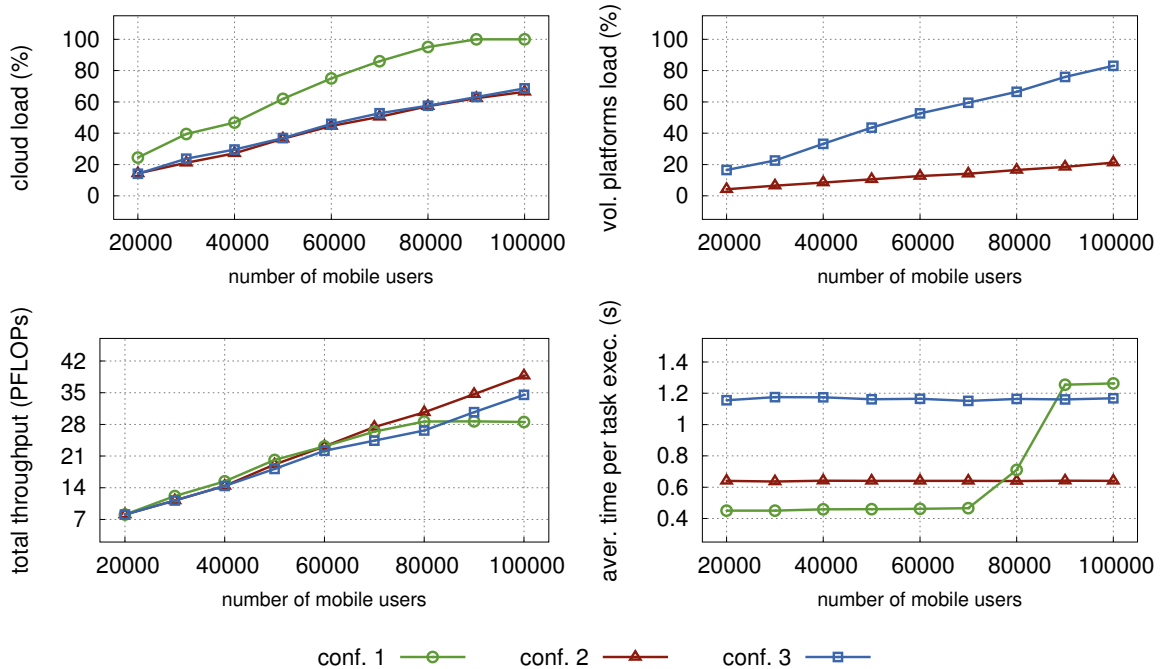 cloud load (%)
100
80
60
40
20
0
20000 40000 60000 80000 100000
number of mobile users
vol. platforms load (%)
100
80
60
40
20
0
20000 40000 60000 80000 100000
number of mobile users
total throughput (PFLOPs)
42
35
28
21
14
7
20000 40000 60000 80000 100000
number of mobile users
aver. time per task exec. (s)
1.4
1.2
1
0.8
0.6
0.4
20000 40000 60000 80000 100000
number of mobile users
conf. 1 conf. 2 conf. 3